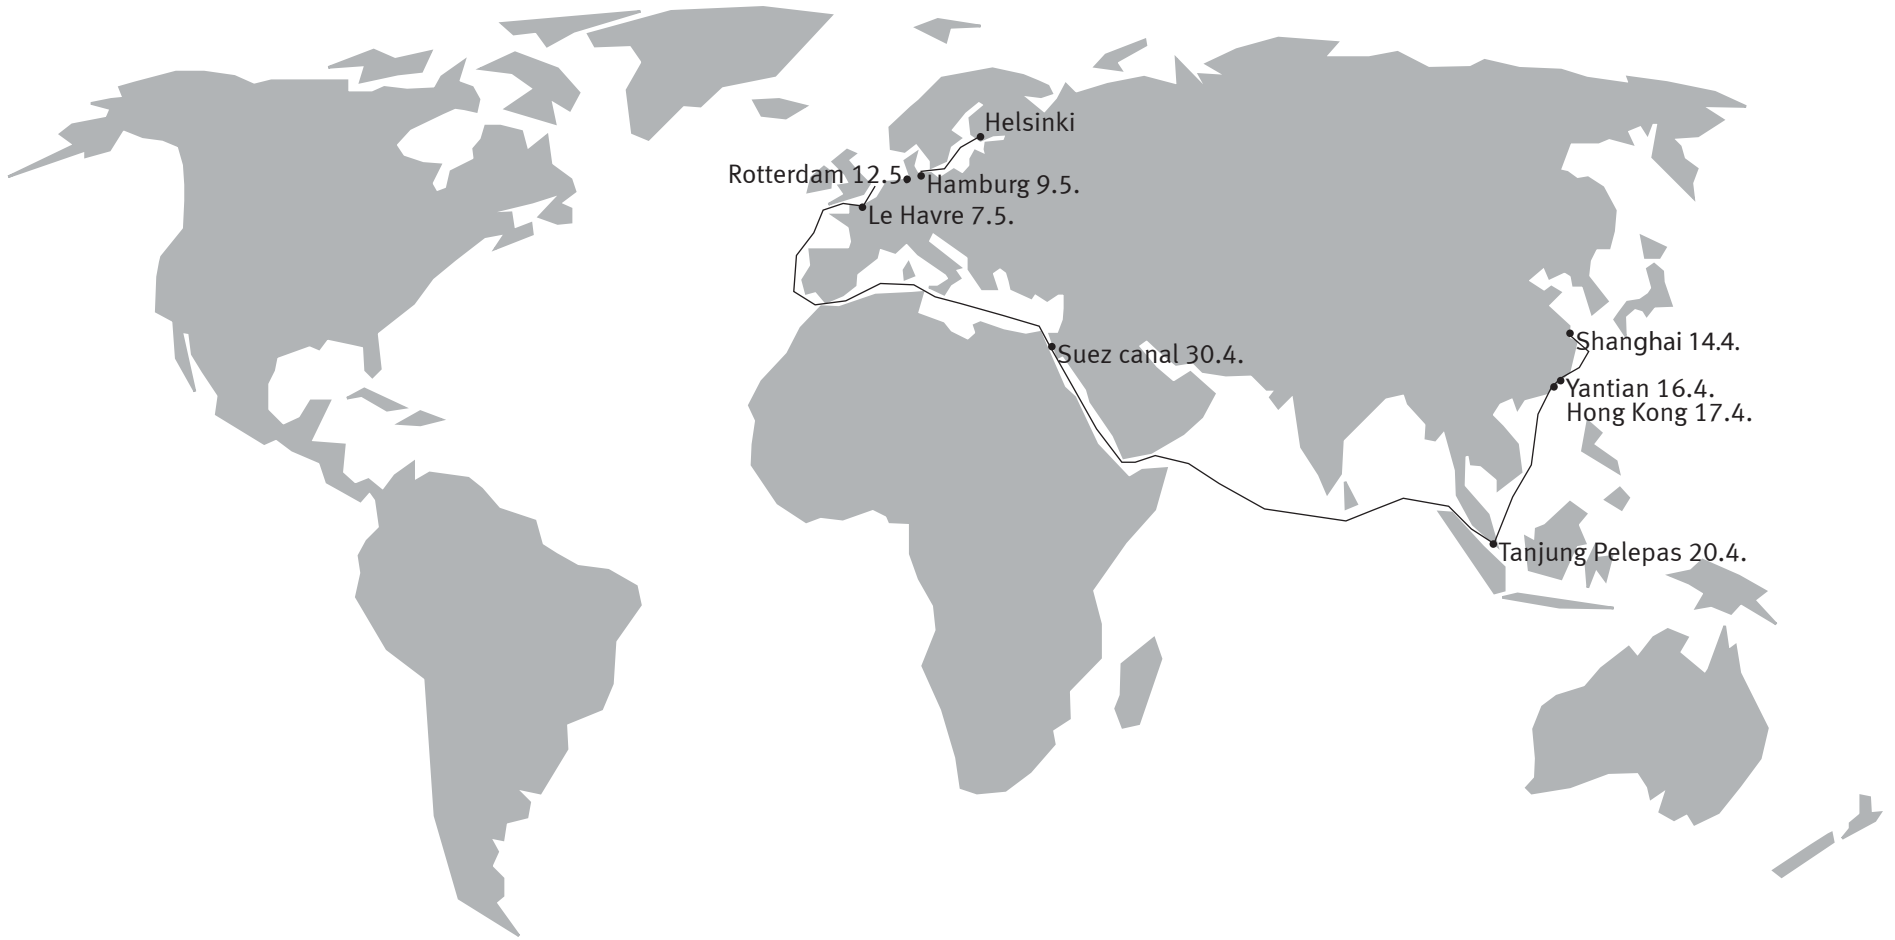 Helsinki
Rotterdam 12.5.
Hamburg 9.5.
Le Havre 7.5.
Shanghai 14.4.
Suez canal 30.4.
Yantian 16.4.
Hong Kong 17.4.
Tanjung Pelepas 20.4.